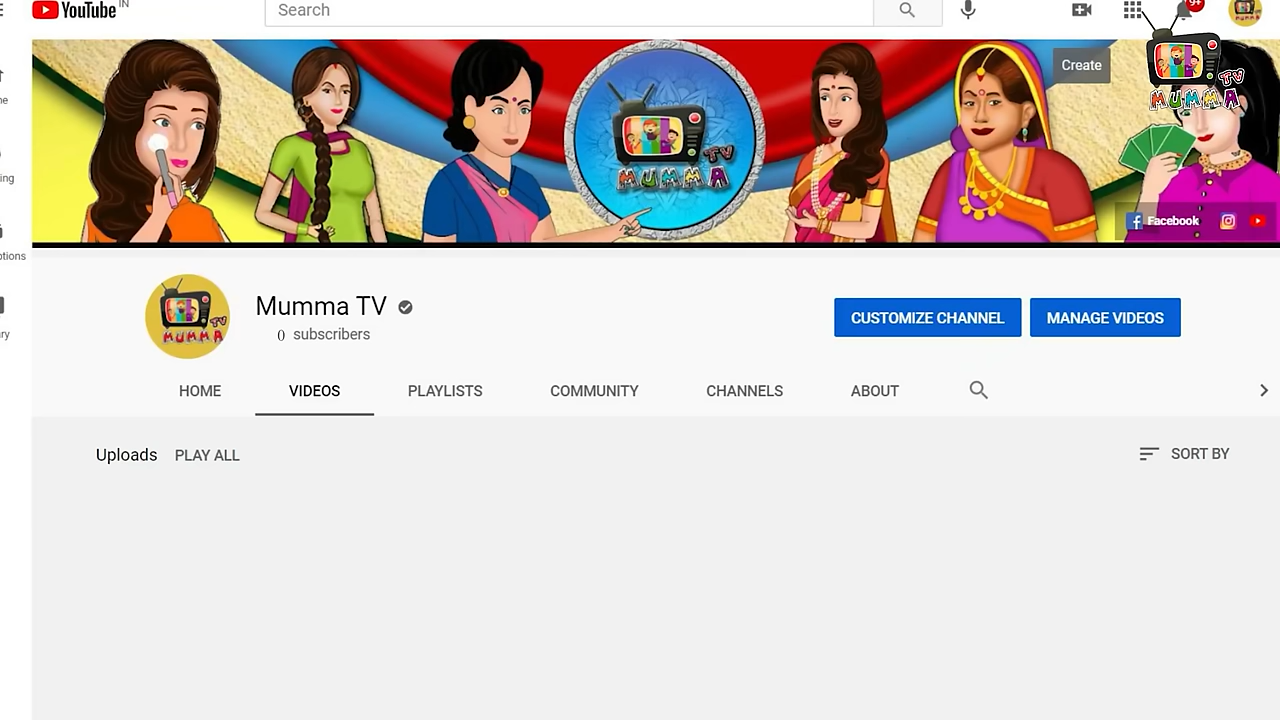 YouTube IN
Search
9+
Create
TV
MUMMA
TV
MUMMA
Facebook
TV
MUMMA
Mumma TV
0 subscribers
CUSTOMIZE CHANNEL
MANAGE VIDEOS
HOME
VIDEOS
PLAYLISTS
COMMUNITY
CHANNELS
ABOUT
Uploads
PLAY ALL
SORT BY